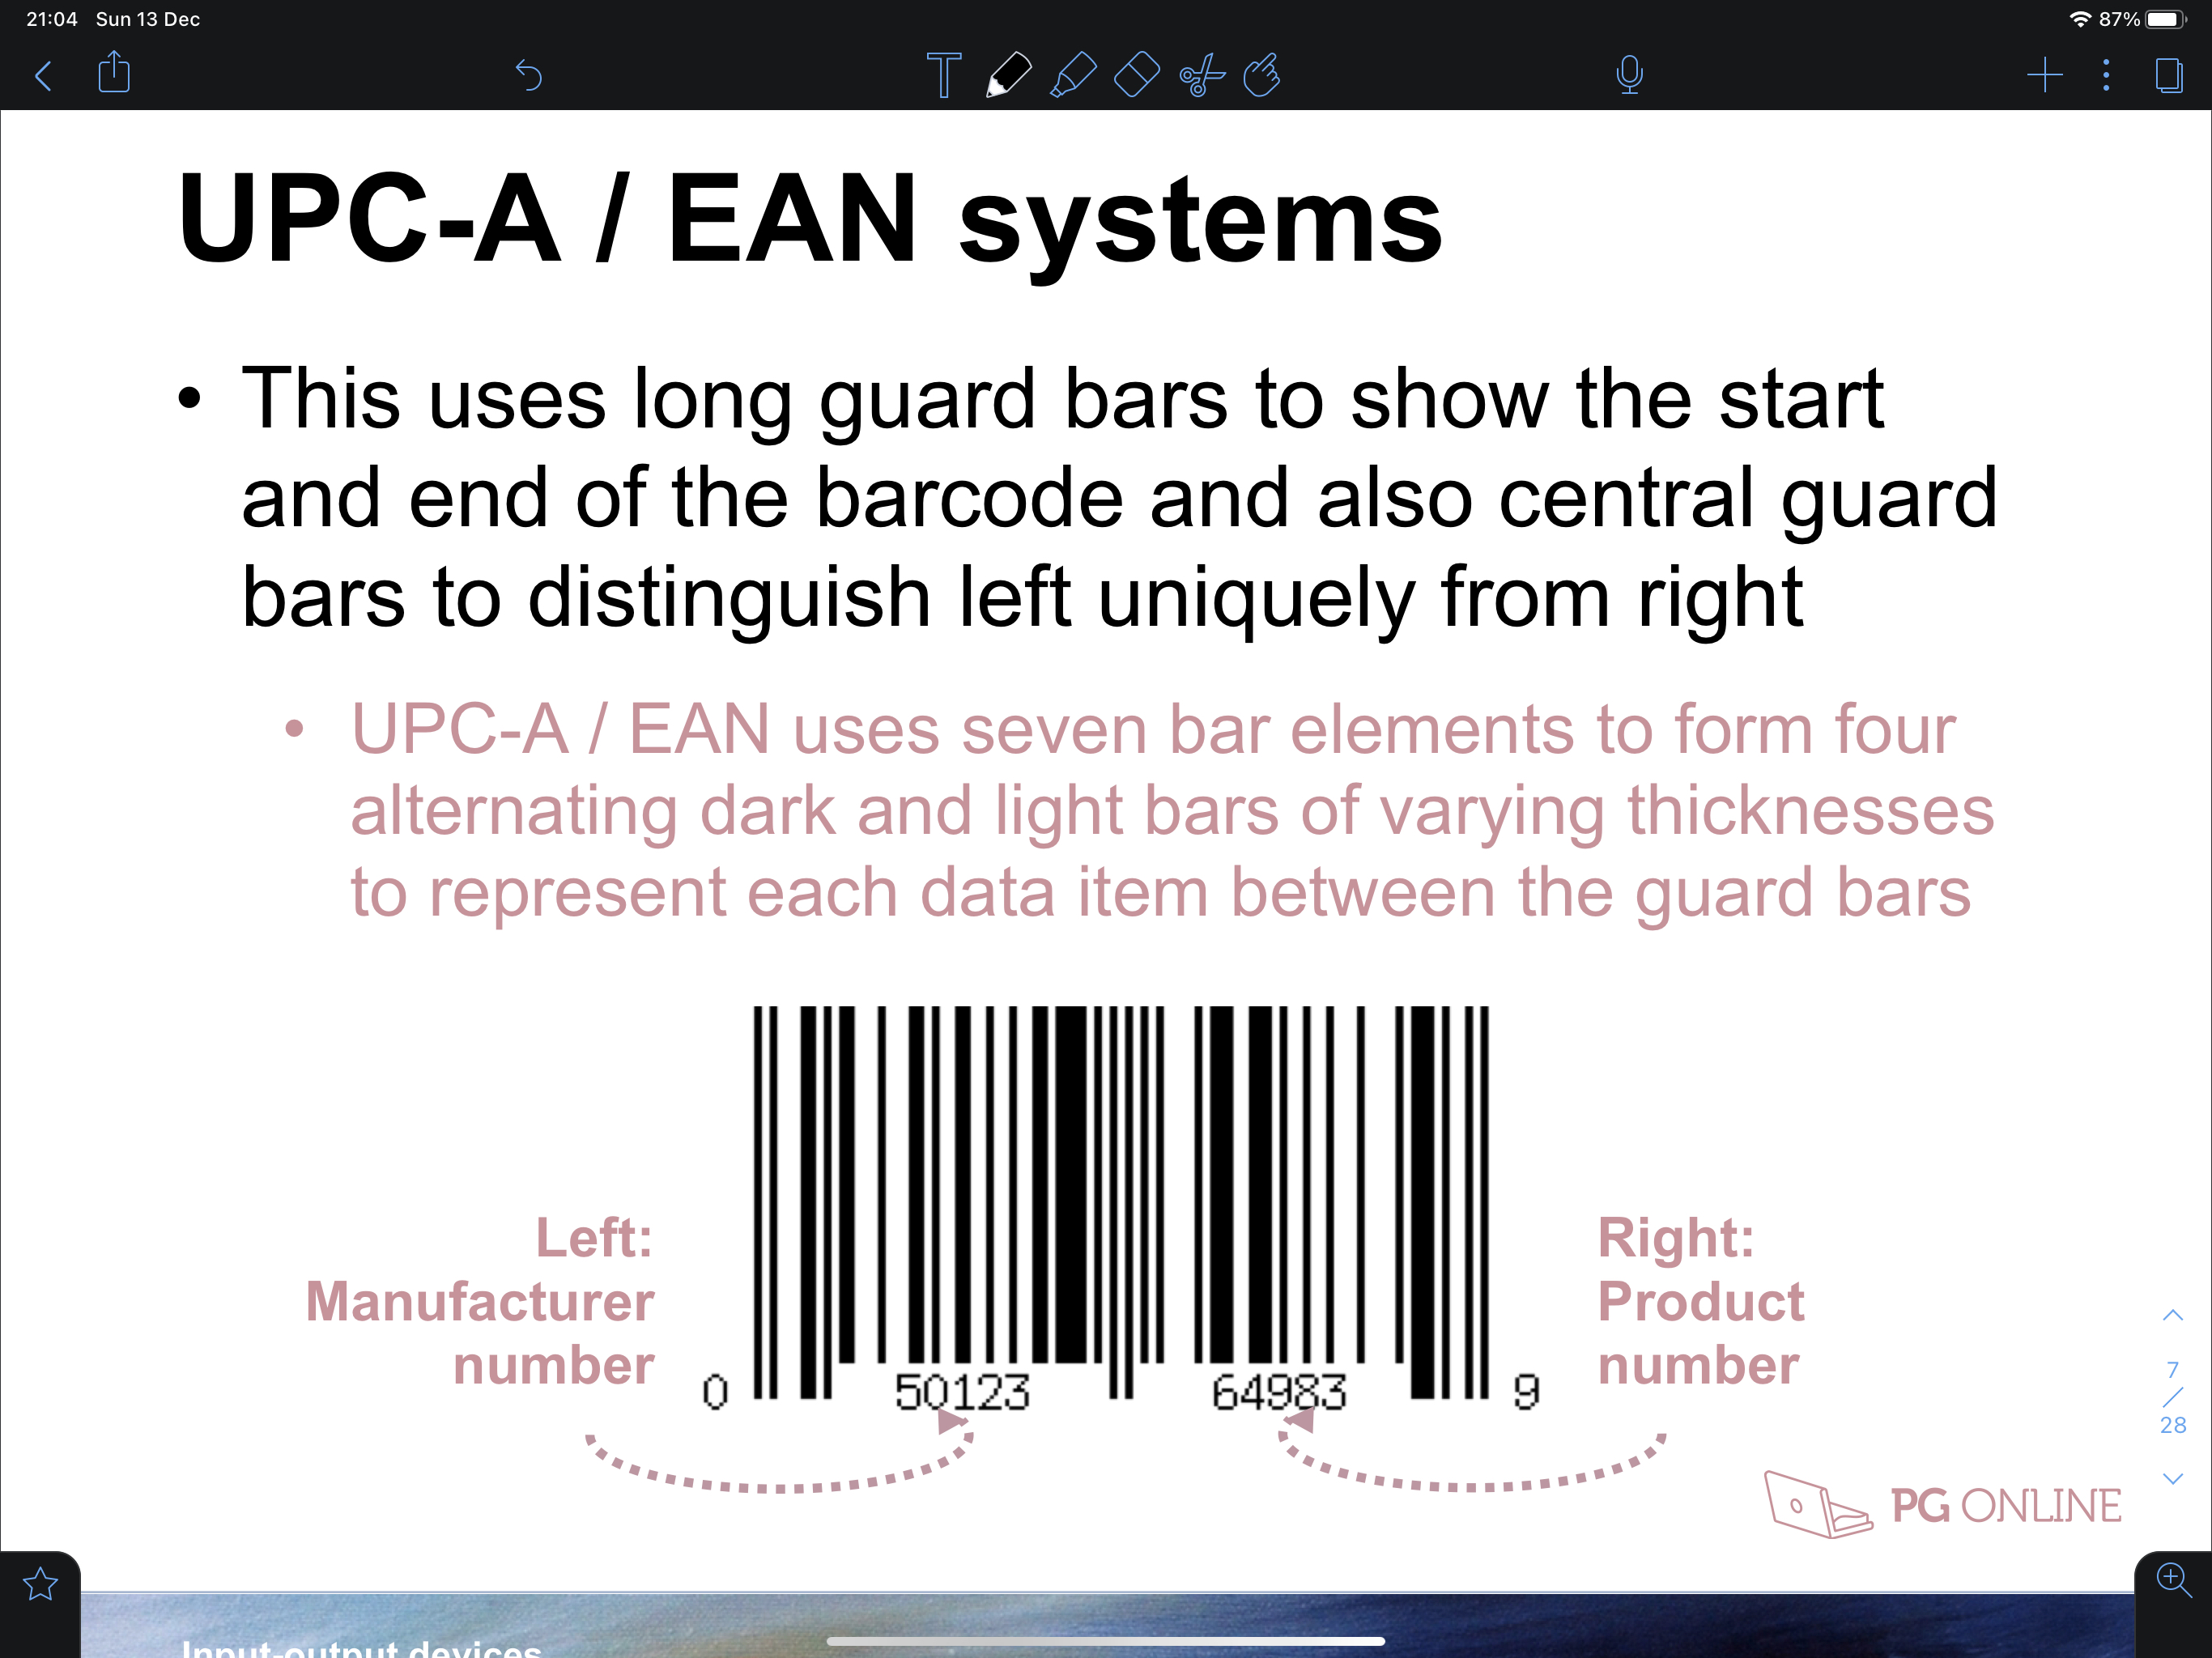 21:04 Sun 13 Dec
87%
UPC-A / EAN systems
• This uses long guard bars to show the start
and end of the barcode and also central guard
bars to distinguish left uniquely from right
• UPC-A / EAN uses seven bar elements to form four
alternating dark and light bars of varying thicknesses
to represent each data item between the guard bars
Left:
Manufacturer
number
0 50123 64983 9
Right:
Product
number
7
/
28
PG ONLINE
Input-output devices